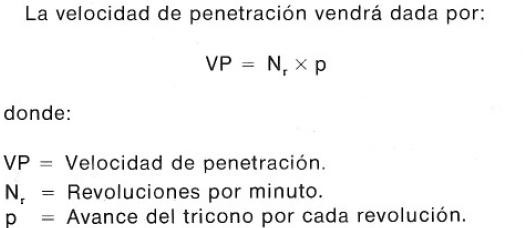 La velocidad de penetración vendrá dada por:
VP = Nr × p
donde:
VP = Velocidad de penetración.
Nr = Revoluciones por minuto.
p = Avance del tricono por cada revolución.